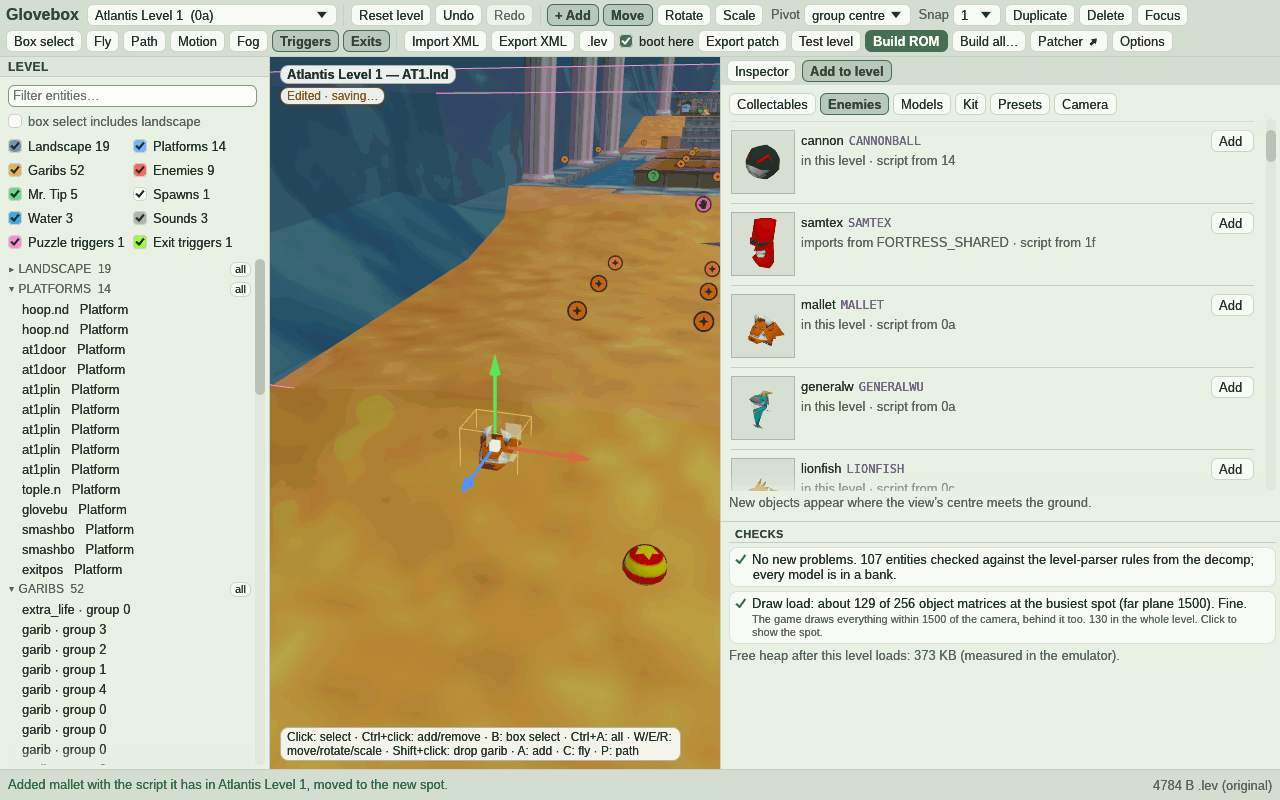 Glovebox Atlantis Level 1 (0a) Reset level Undo Redo + Add Move Rotate Scale Pivot group centre Snap 1 Duplicate Delete Focus
Box select Fly Path Motion Fog Triggers Exits Import XML Export XML .lev boot here Export patch Test level Build ROM Build all… Patcher ⬈ Options
LEVEL
Filter entities…
box select includes landscape
Landscape 19 Platforms 14
Garibs 52 Enemies 9
Mr. Tip 5 Spawns 1
Water 3 Sounds 3
Puzzle triggers 1 Exit triggers 1
LANDSCAPE 19 all
PLATFORMS 14 all
hoop.nd Platform
hoop.nd Platform
at1door Platform
at1door Platform
at1plin Platform
at1plin Platform
at1plin Platform
at1plin Platform
at1plin Platform
tople.n Platform
glovebu Platform
smashbo Platform
smashbo Platform
exitpos Platform
GARIBS 52 all
extra_life · group 0
garib · group 3
garib · group 2
garib · group 1
garib · group 4
garib · group 0
garib · group 0
garib · group 0
Atlantis Level 1 — AT1.lnd
Edited · saving…
Click: select · Ctrl+click: add/remove · B: box select · Ctrl+A: all · W/E/R:
move/rotate/scale · Shift+click: drop garib · A: add · C: fly · P: path
Inspector Add to level
Collectables Enemies Models Kit Presets Camera
cannon CANNONBALL Add
in this level · script from 14
samtex SAMTEX Add
imports from FORTRESS_SHARED · script from 1f
mallet MALLET Add
in this level · script from 0a
generalw GENERALWU Add
in this level · script from 0a
lionfish LIONFISH Add
in this level · script from 0c
New objects appear where the view's centre meets the ground.
CHECKS
No new problems. 107 entities checked against the level-parser rules from the decomp;
every model is in a bank.
Draw load: about 129 of 256 object matrices at the busiest spot (far plane 1500). Fine.
The game draws everything within 1500 of the camera, behind it too. 130 in the whole level. Click to
show the spot.
Free heap after this level loads: 373 KB (measured in the emulator).
Added mallet with the script it has in Atlantis Level 1, moved to the new spot.
4784 B .lev (original)